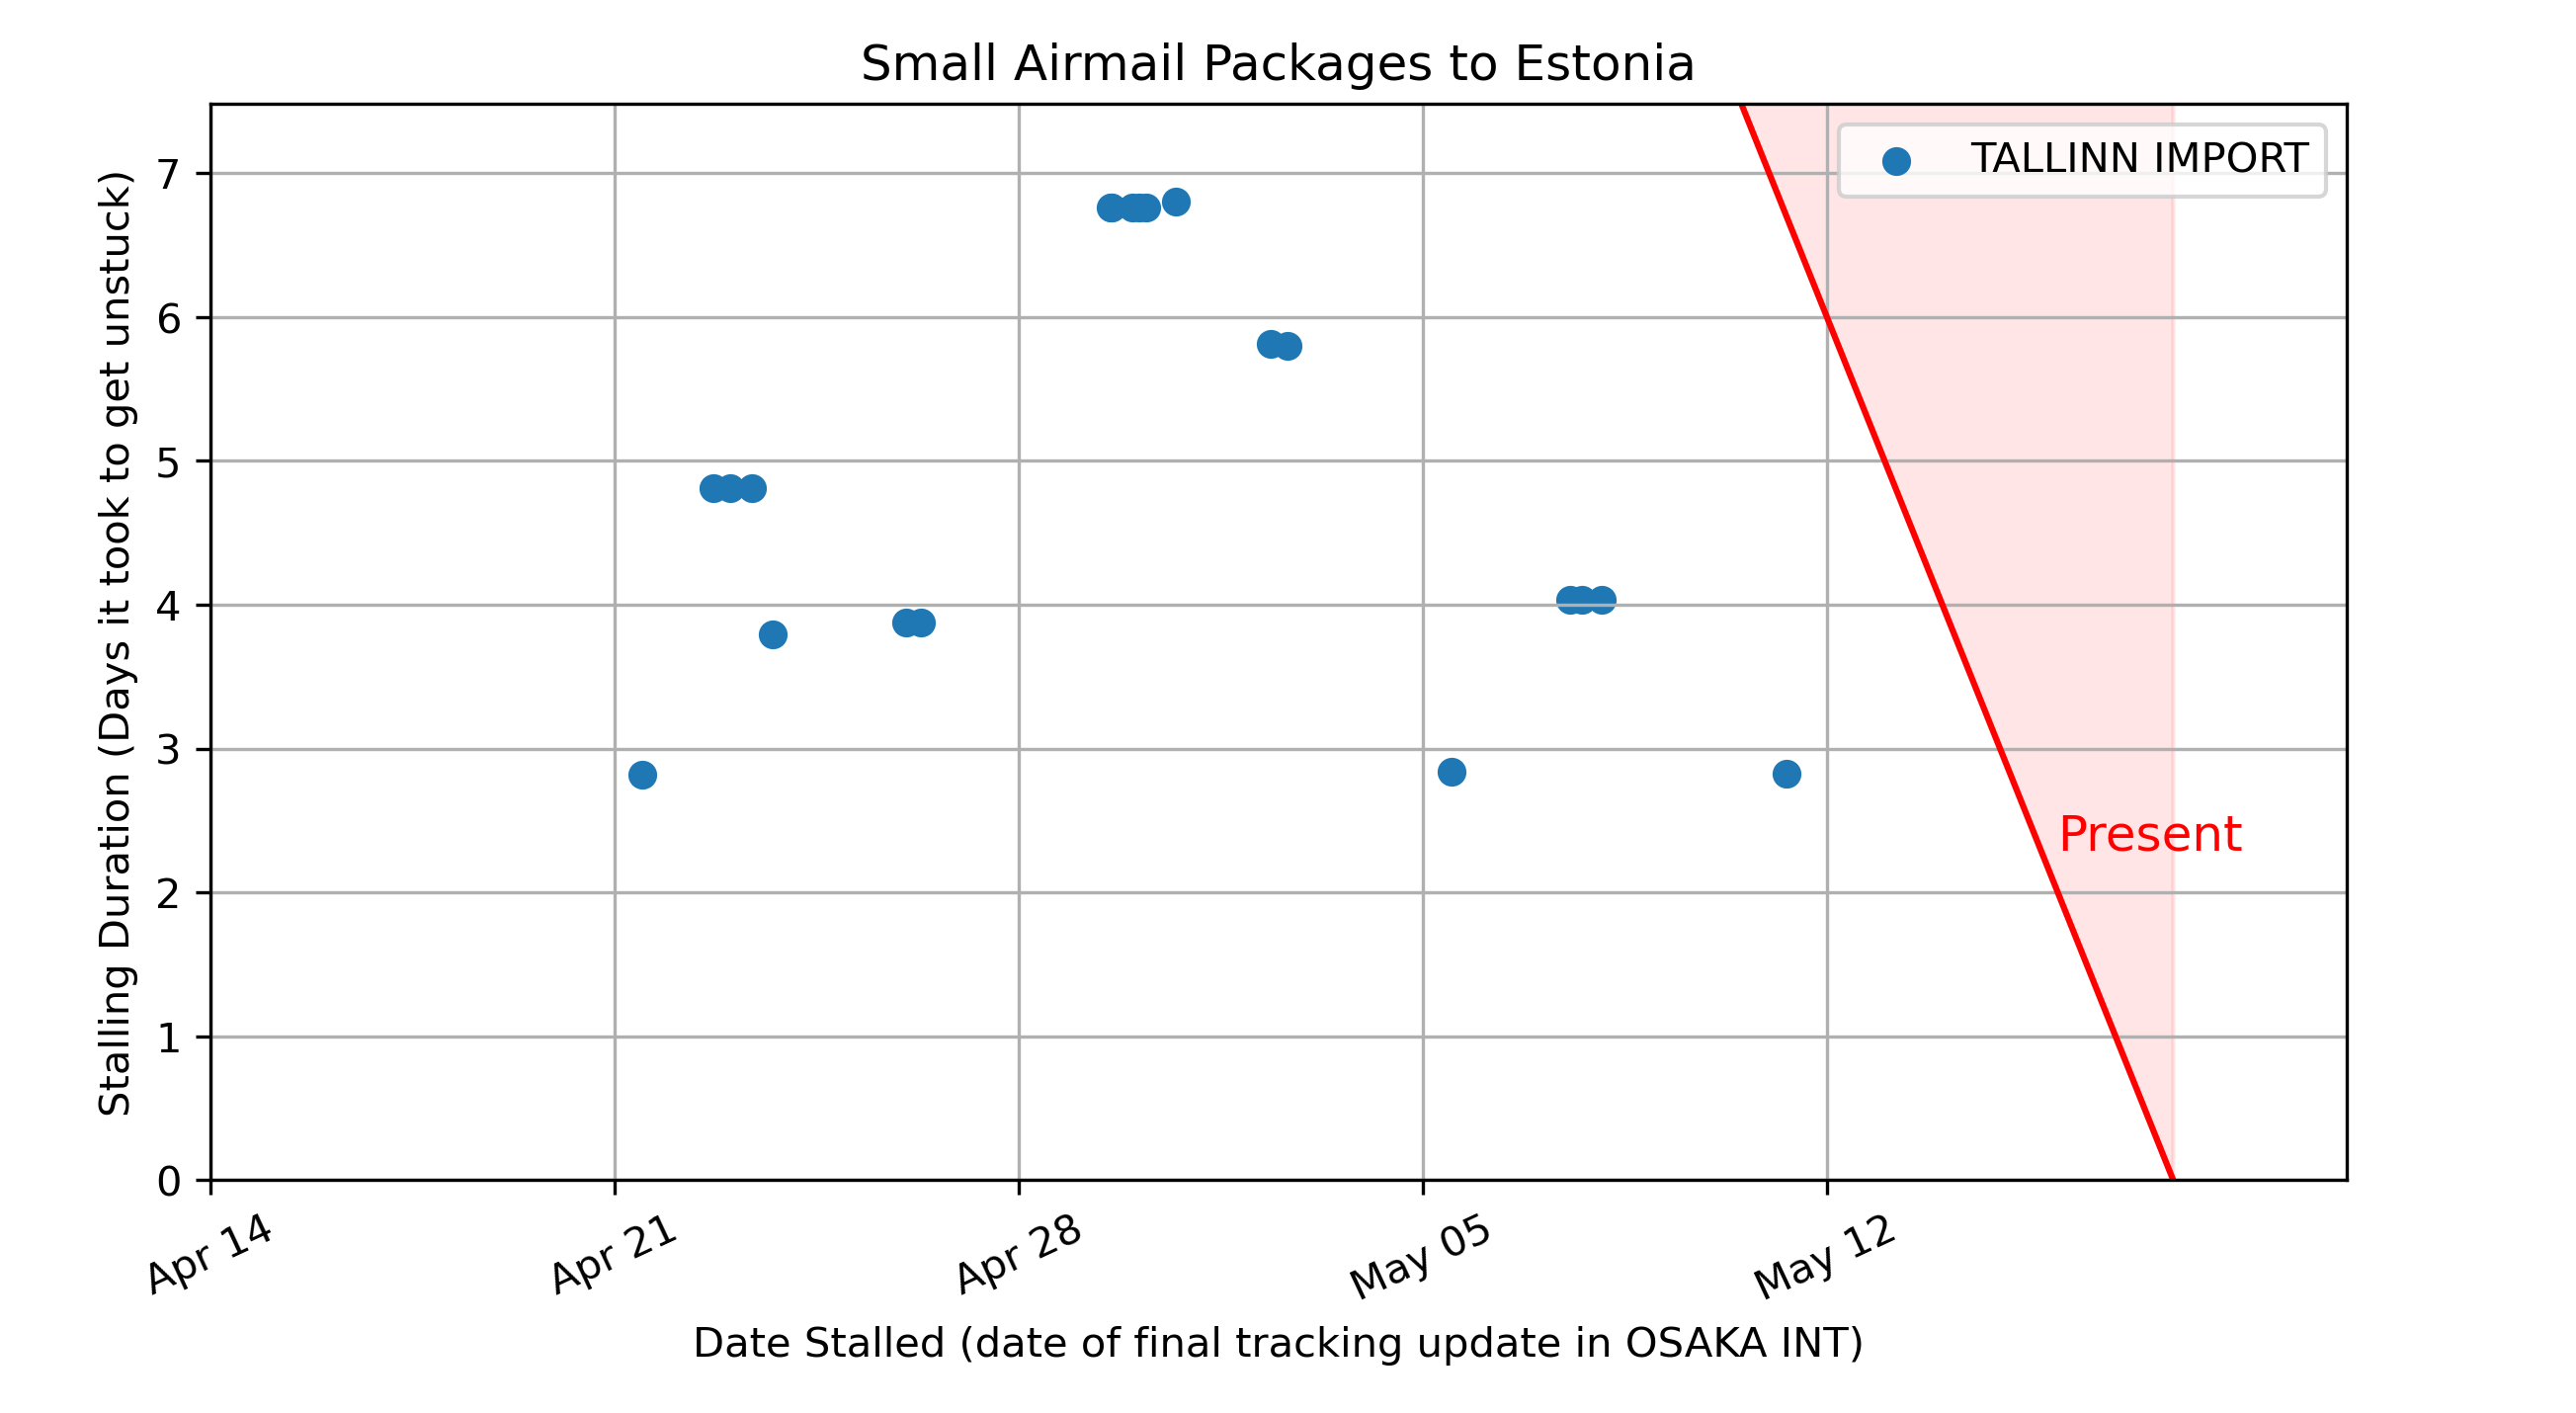 Small Airmail Packages to Estonia
TALLINN IMPORT
Stalling Duration (Days it took to get unstuck)
7
6
5
4
3
2
1
0
Present
Apr 14
Apr 21
Apr 28
May 05
May 12
Date Stalled (date of final tracking update in OSAKA INT)